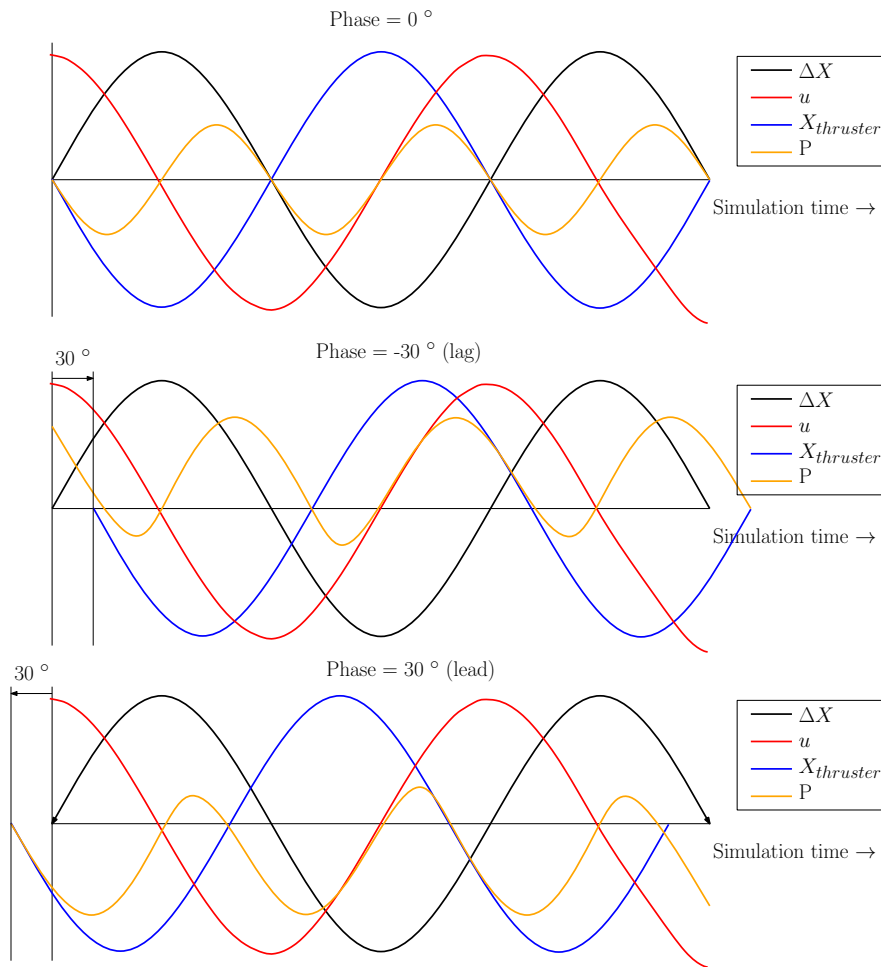 Phase = 0 °
ΔX
u
X_thruster
P
Simulation time →
Phase = -30 ° (lag)
30 °
ΔX
u
X_thruster
P
Simulation time →
Phase = 30 ° (lead)
30 °
ΔX
u
X_thruster
P
Simulation time →